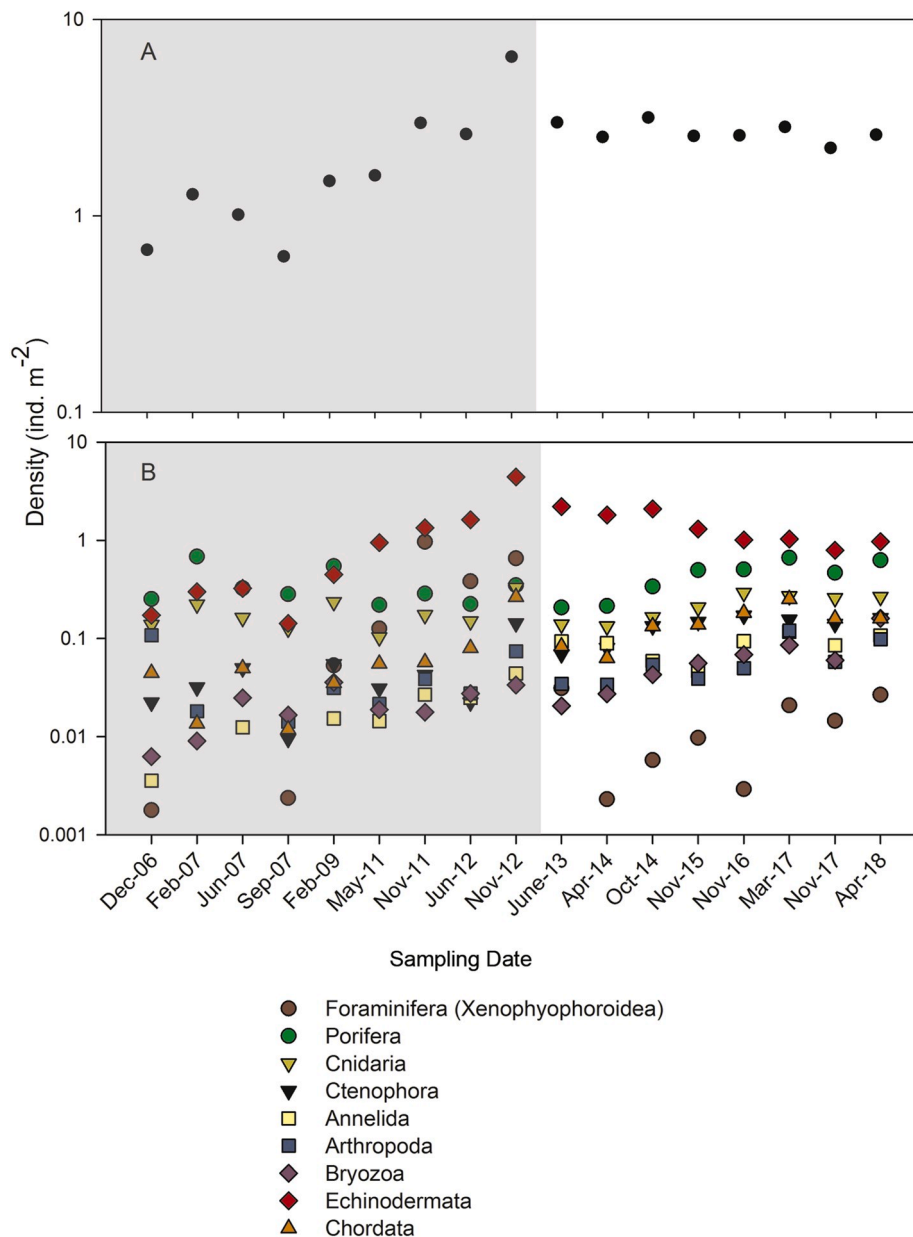 10
A
1
0.1
Density (ind. m-2)
10
B
1
0.1
0.01
0.001
Dec-06
Feb-07
Jun-07
Sep-07
Feb-09
May-11
Nov-11
Jun-12
Nov-12
June-13
Apr-14
Oct-14
Nov-15
Nov-16
Mar-17
Nov-17
Apr-18
Sampling Date
Foraminifera (Xenophyophoroidea)
Porifera
Cnidaria
Ctenophora
Annelida
Arthropoda
Bryozoa
Echinodermata
Chordata